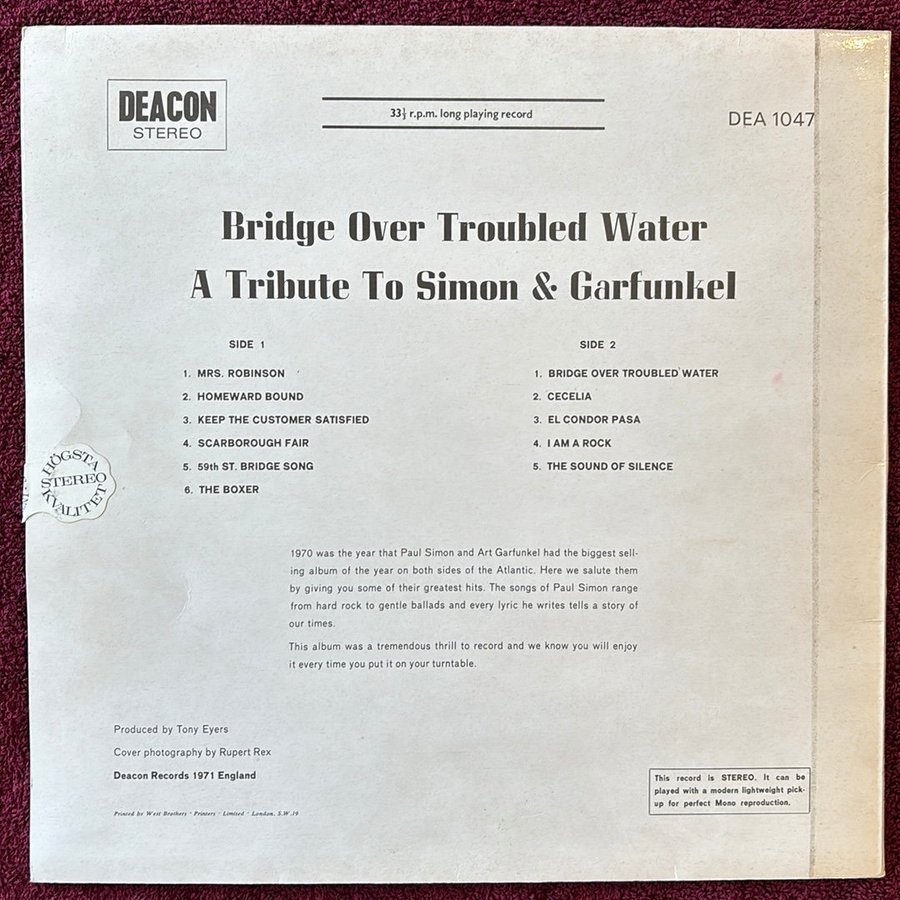 DEACON
STEREO
33⅓ r.p.m. long playing record
DEA 1047
Bridge Over Troubled Water
A Tribute To Simon & Garfunkel
SIDE 1
1. MRS. ROBINSON
2. HOMEWARD BOUND
3. KEEP THE CUSTOMER SATISFIED
4. SCARBOROUGH FAIR
5. 59th ST. BRIDGE SONG
6. THE BOXER
SIDE 2
1. BRIDGE OVER TROUBLED WATER
2. CECELIA
3. EL CONDOR PASA
4. I AM A ROCK
5. THE SOUND OF SILENCE
HÖGSTA
STEREO
KVALITET
1970 was the year that Paul Simon and Art Garfunkel had the biggest sell-
ing album of the year on both sides of the Atlantic. Here we salute them
by giving you some of their greatest hits. The songs of Paul Simon range
from hard rock to gentle ballads and every lyric he writes tells a story of
our times.
This album was a tremendous thrill to record and we know you will enjoy
it every time you put it on your turntable.
Produced by Tony Eyers
Cover photography by Rupert Rex
Deacon Records 1971 England
Printed by West Brothers · Printers · Limited · London, S.W.19
This record is STEREO. It can be
played with a modern lightweight pick-
up for perfect Mono reproduction.